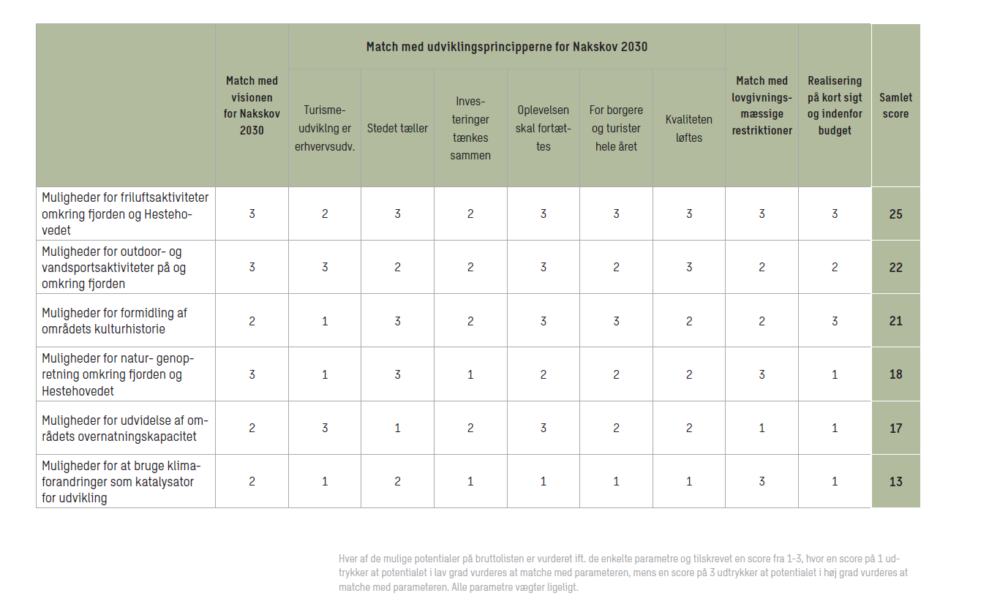 Match med udviklingsprincipperne for Nakskov 2030
Match med
visionen
for Nakskov
2030
Turisme-
udviklng er
erhvervsudv.
Stedet tæller
Inves-
teringer
tænkes
sammen
Oplevelsen
skal fortæt-
tes
For borgere
og turister
hele året
Kvaliteten
løftes
Match med
lovgivnings-
mæssige
restriktioner
Realisering
på kort sigt
og indenfor
budget
Samlet
score
Muligheder for friluftsaktiviteter
omkring fjorden og Hesteho-
vedet
3 2 3 2 3 3 3 3 3 25
Muligheder for outdoor- og
vandsportsaktiviteter på og
omkring fjorden
3 3 2 2 3 2 3 2 2 22
Muligheder for formidling af
områdets kulturhistorie
2 1 3 2 3 3 2 2 3 21
Muligheder for natur- genop-
retning omkring fjorden og
Hestehovedet
3 1 3 1 2 2 2 3 1 18
Muligheder for udvidelse af om-
rådets overnatningskapacitet
2 3 1 2 3 2 2 1 1 17
Muligheder for at bruge klima-
forandringer som katalysator
for udvikling
2 1 2 1 1 1 1 3 1 13
Hver af de mulige potentialer på bruttolisten er vurderet ift. de enkelte parametre og tilskrevet en score fra 1-3, hvor en score på 1 ud-
trykker at potentialet i lav grad vurderes at matche med parameteren, mens en score på 3 udtrykker at potentialet i høj grad vurderes at
matche med parameteren. Alle parametre vægter ligeligt.